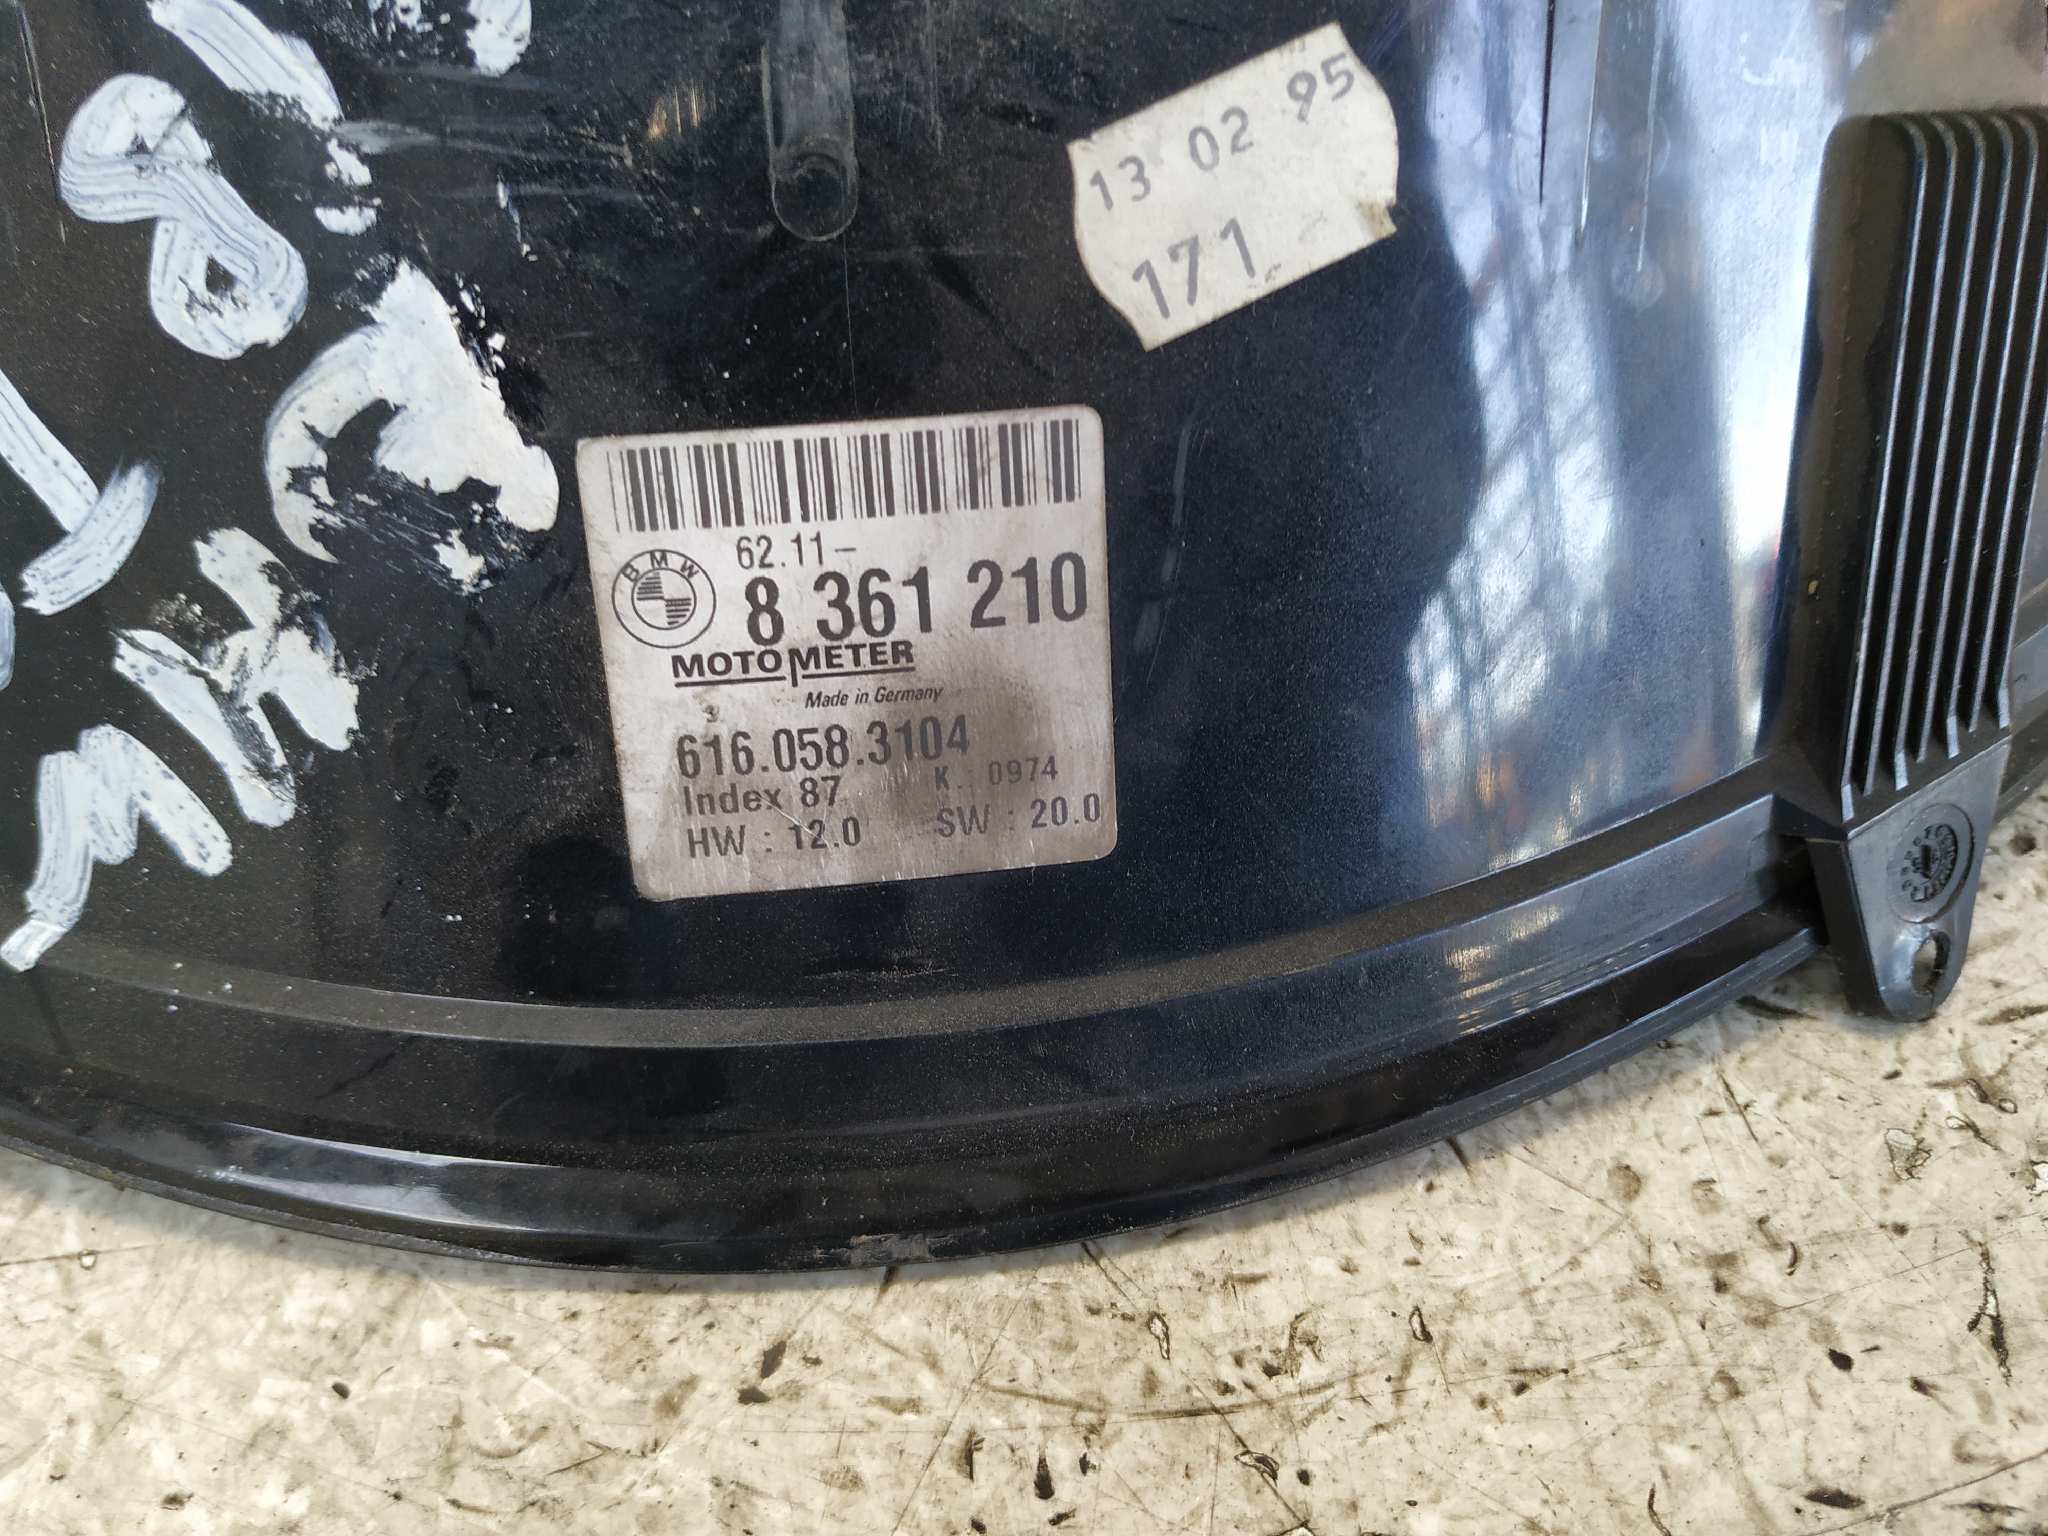 13 02 95
171
62.11-
BMW
8 361 210
MOTOMETER
Made in Germany
3
616.058.3104
Index 87 K. 0974
HW : 12.0 SW : 20.0